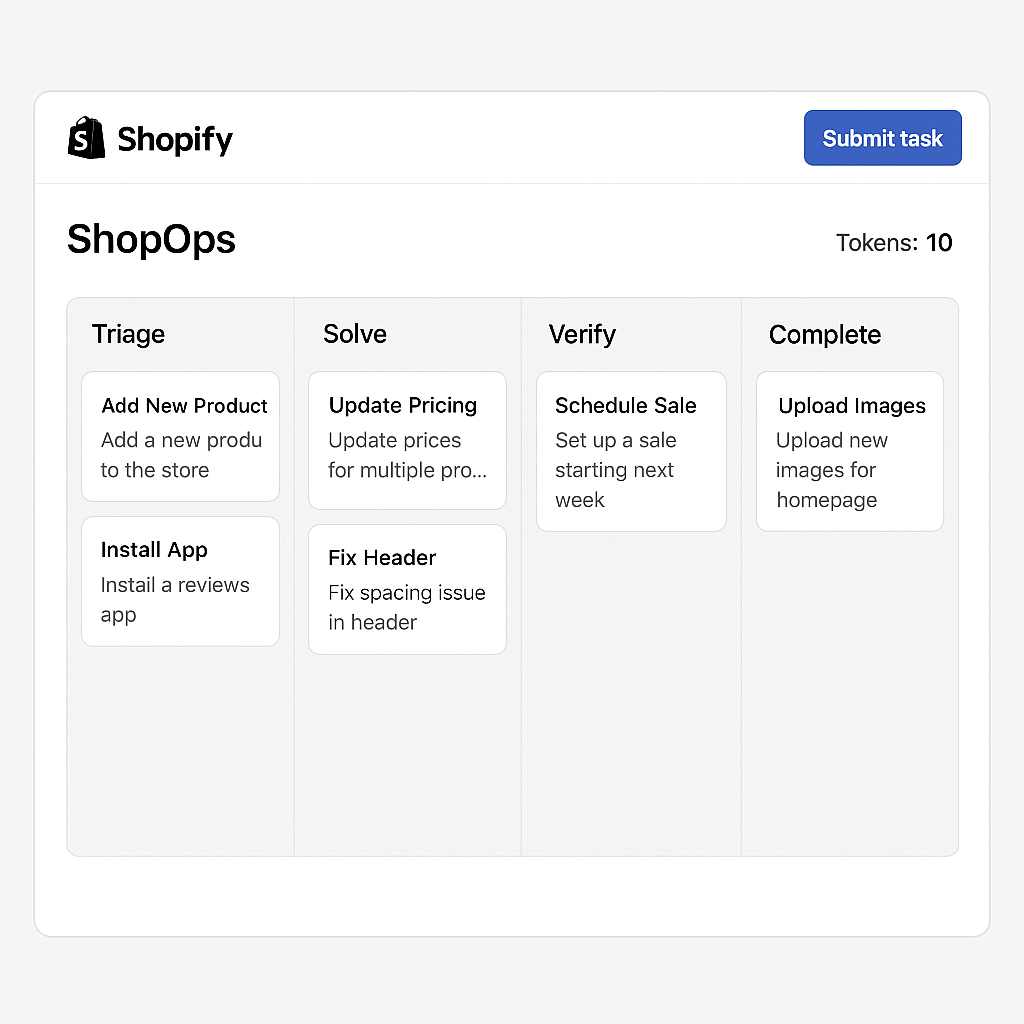 Shopify
Submit task
ShopOps
Tokens: 10
Triage
Add New Product
Add a new produ
to the store
Install App
Instail a reviews
app
Solve
Update Pricing
Update prices
for multiple pro...
Fix Header
Fix spacing issue
in header
Verify
Schedule Sale
Set up a sale
starting next
week
Complete
Upload Images
Upload new
images for
homepage